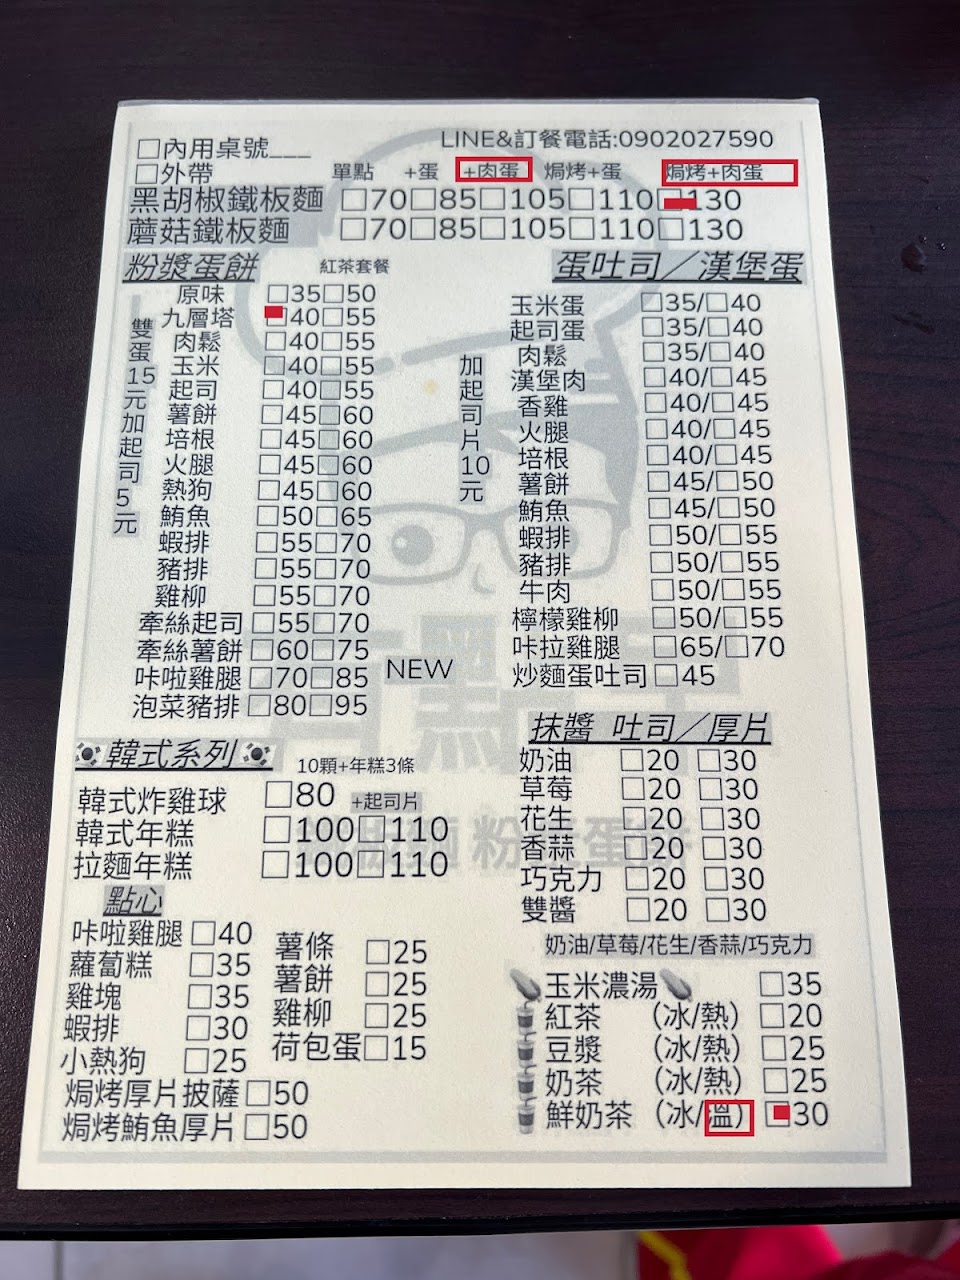 LINE&訂餐電話:0902027590
□內用桌號___
□外帶 單點 +蛋 +肉蛋 焗烤+蛋 焗烤+肉蛋
黑胡椒鐵板麵 □70□85□105□110□130
蘑菇鐵板麵 □70□85□105□110□130
粉漿蛋餅 紅茶套餐
原味 □35□50
九層塔 □40□55
肉鬆 □40□55
玉米 □40□55
起司 □40□55
薯餅 □45□60
培根 □45□60
火腿 □45□60
熱狗 □45□60
鮪魚 □50□65
蝦排 □55□70
豬排 □55□70
雞柳 □55□70
牽絲起司 □55□70
牽絲薯餅 □60□75
咔啦雞腿 □70□85 NEW
泡菜豬排 □80□95
雙蛋15元加起司5元
蛋吐司／漢堡蛋
玉米蛋 □35/□40
起司蛋 □35/□40
肉鬆 □35/□40
漢堡肉 □40/□45
香雞 □40/□45
火腿 □40/□45
培根 □40/□45
薯餅 □45/□50
鮪魚 □45/□50
蝦排 □50/□55
豬排 □50/□55
牛肉 □50/□55
檸檬雞柳 □50/□55
咔拉雞腿 □65/□70
炒麵蛋吐司 □45
加起司片10元
韓式系列 10顆+年糕3條
韓式炸雞球 □80 +起司片
韓式年糕 □100□110
拉麵年糕 □100□110
點心
咔啦雞腿 □40
蘿蔔糕 □35
雞塊 □35
蝦排 □30
小熱狗 □25
焗烤厚片披薩 □50
焗烤鮪魚厚片 □50
薯條 □25
薯餅 □25
雞柳 □25
荷包蛋 □15
抹醬 吐司／厚片
奶油 □20 □30
草莓 □20 □30
花生 □20 □30
香蒜 □20 □30
巧克力 □20 □30
雙醬 □20 □30
奶油/草莓/花生/香蒜/巧克力
玉米濃湯 □35
紅茶 (冰/熱) □20
豆漿 (冰/熱) □25
奶茶 (冰/熱) □25
鮮奶茶 (冰/溫) □30